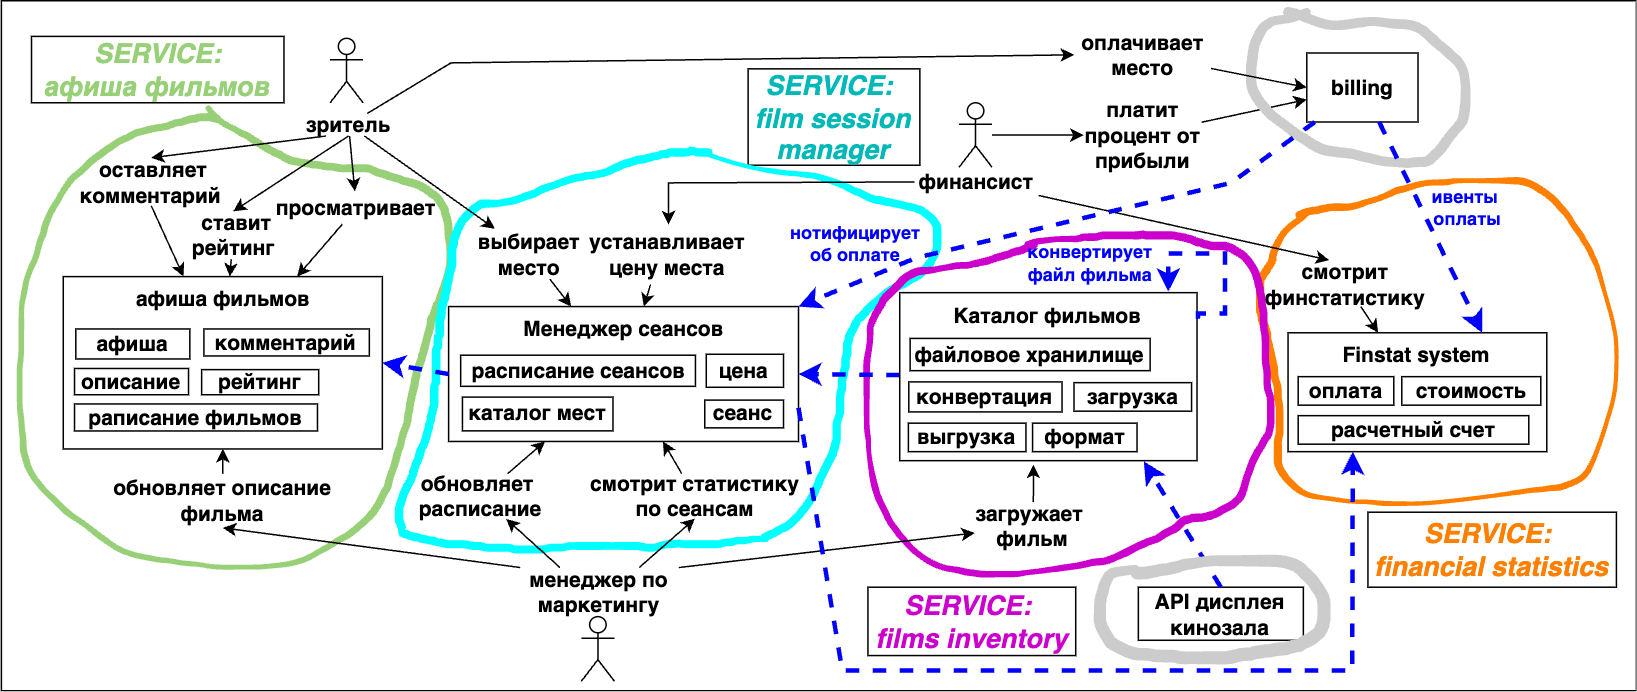 SERVICE:
афиша фильмов
зритель
оставляет
комментарий
ставит
рейтинг
просматривает
афиша фильмов
афиша
комментарий
описание
рейтинг
раписание фильмов
обновляет описание
фильма
SERVICE:
film session
manager
выбирает
место
устанавливает
цену места
Менеджер сеансов
расписание сеансов
цена
каталог мест
сеанс
обновляет
расписание
смотрит статистику
по сеансам
менеджер по
маркетингу
финансист
оплачивает
место
платит
процент от
прибыли
billing
нотифицирует
об оплате
ивенты
оплаты
конвертирует
файл фильма
Каталог фильмов
файловое хранилище
конвертация
загрузка
выгрузка
формат
загружает
фильм
SERVICE:
films inventory
API дисплея
кинозала
смотрит
финстатистику
Finstat system
оплата
стоимость
расчетный счет
SERVICE:
financial statistics